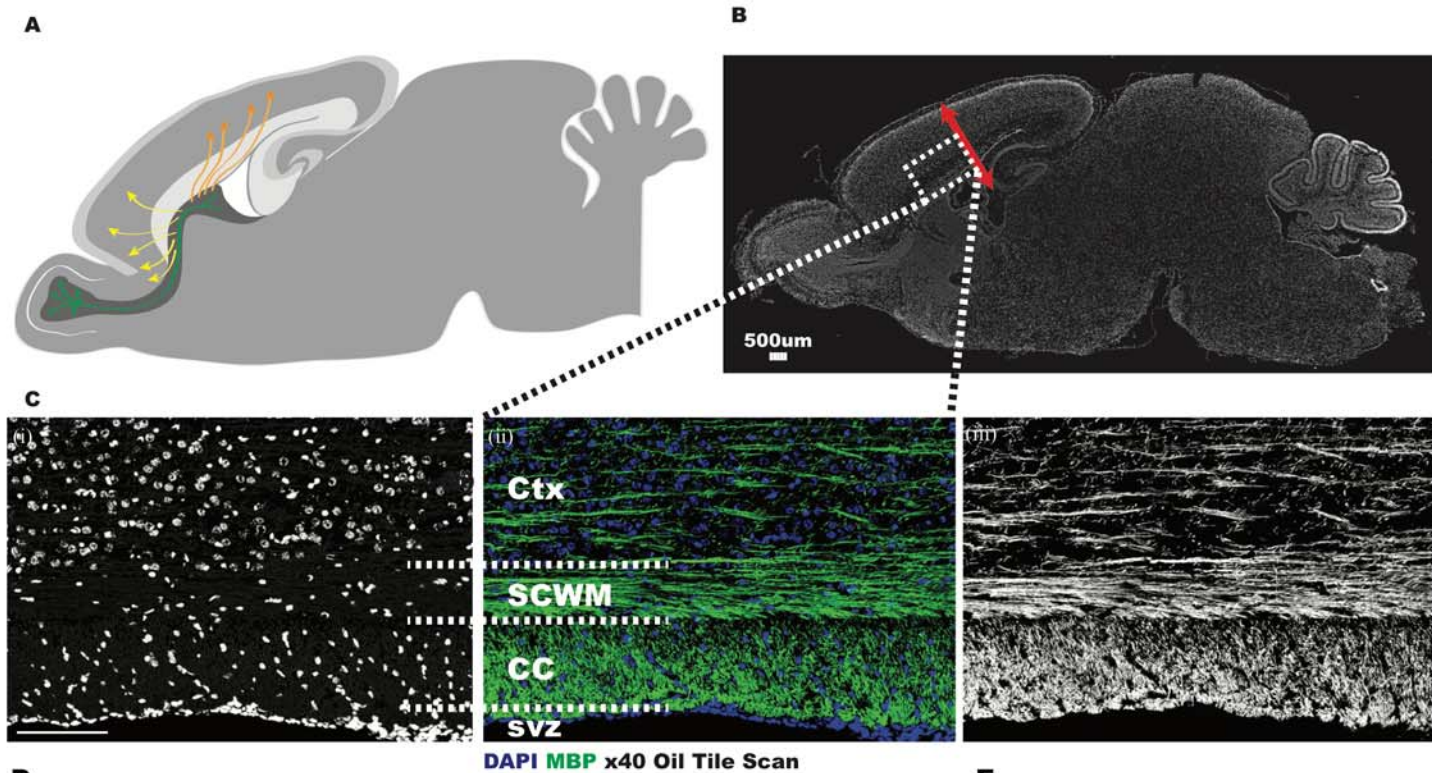 A
B
500um
C
(i)
(ii)
(iii)
Ctx
SCWM
CC
svz
DAPI MBP x40 Oil Tile Scan